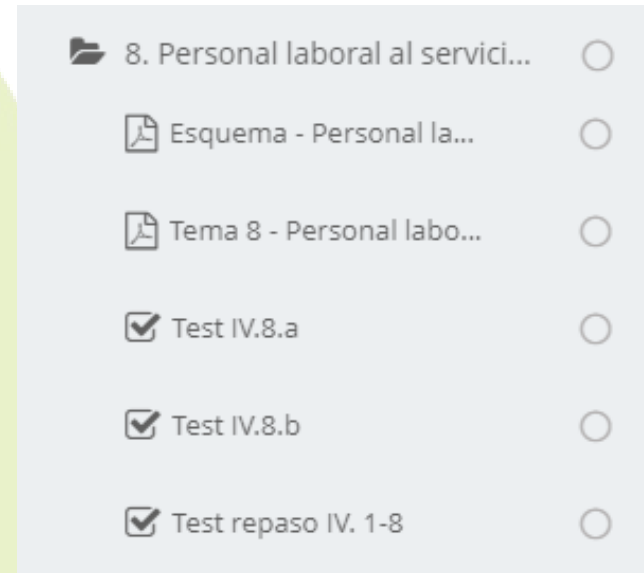 8. Personal laboral al servici...
Esquema - Personal la...
Tema 8 - Personal labo...
Test IV.8.a
Test IV.8.b
Test repaso IV. 1-8